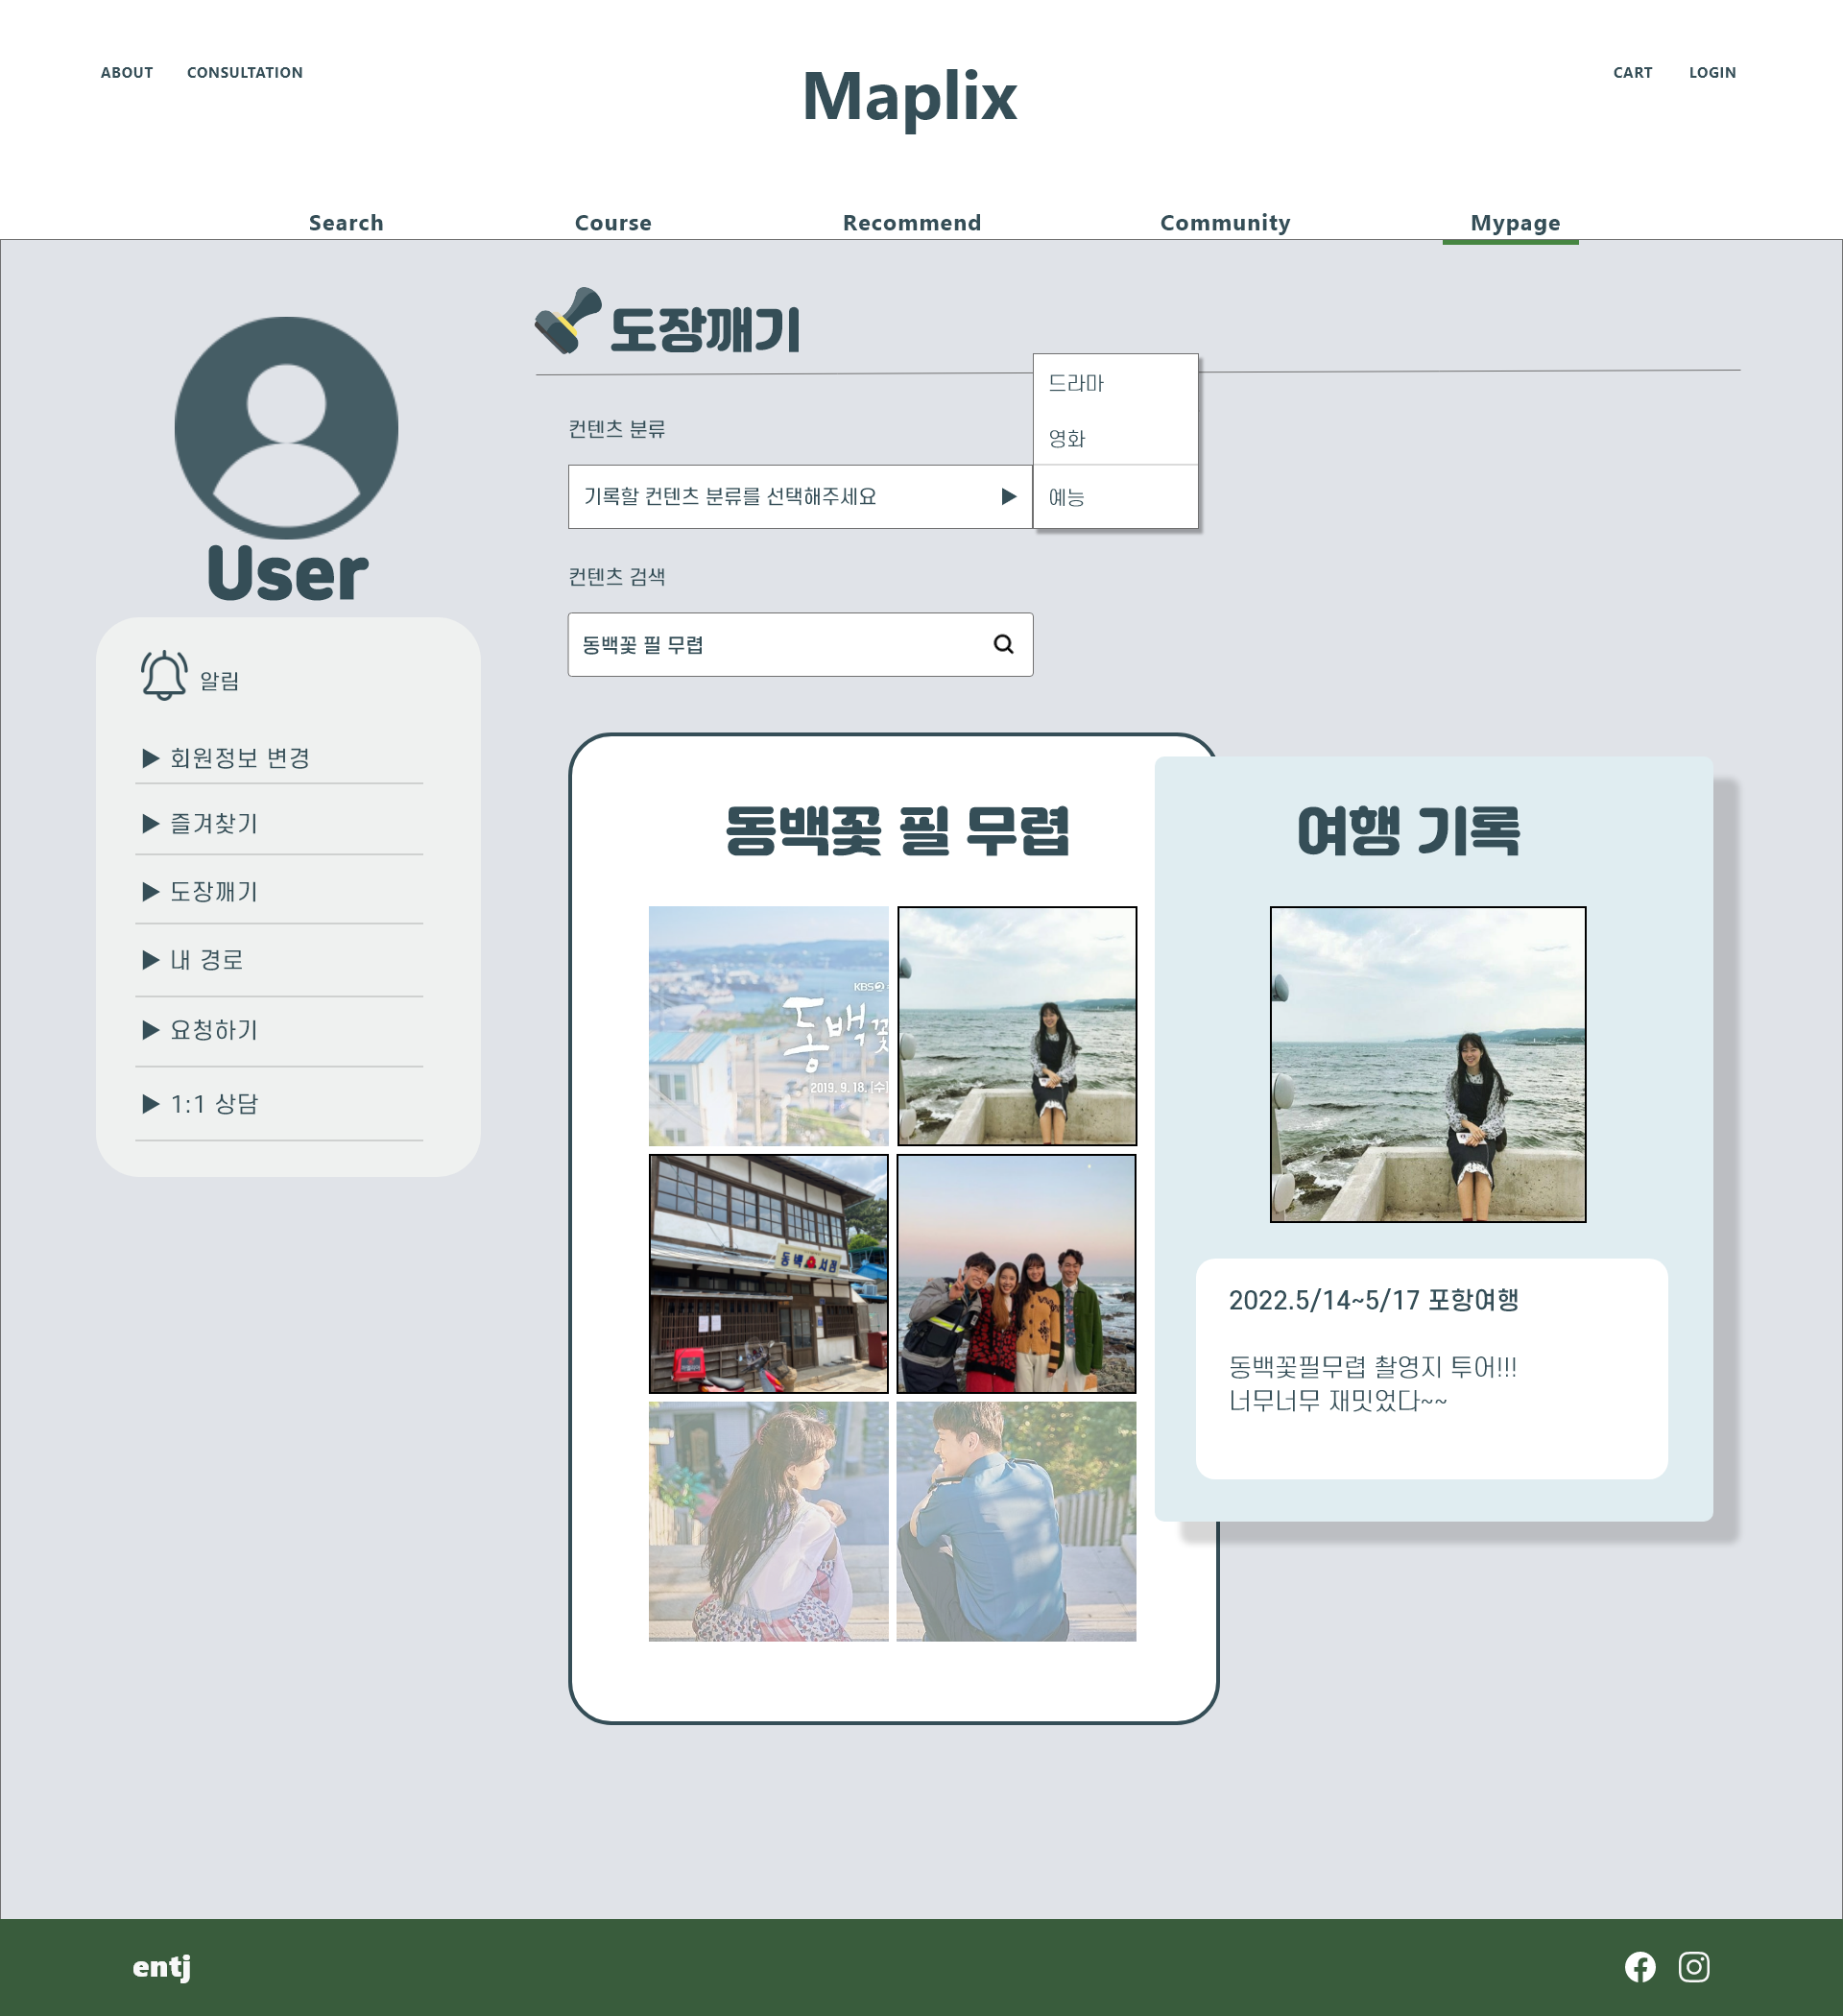 ABOUT CONSULTATION
Maplix
CART LOGIN
Search Course Recommend Community Mypage
도장깨기
컨텐츠 분류
드라마
영화
예능
기록할 컨텐츠 분류를 선택해주세요
컨텐츠 검색
동백꽃 필 무렵
User
알림
회원정보 변경
즐겨찾기
도장깨기
내 경로
요청하기
1:1 상담
동백꽃 필 무렵
KBS2
동백꽃
2019. 9. 18. [수]
동백서점
여행 기록
2022.5/14~5/17 포항여행
동백꽃필무렵 촬영지 투어!!!
너무너무 재밋었다~~
entj